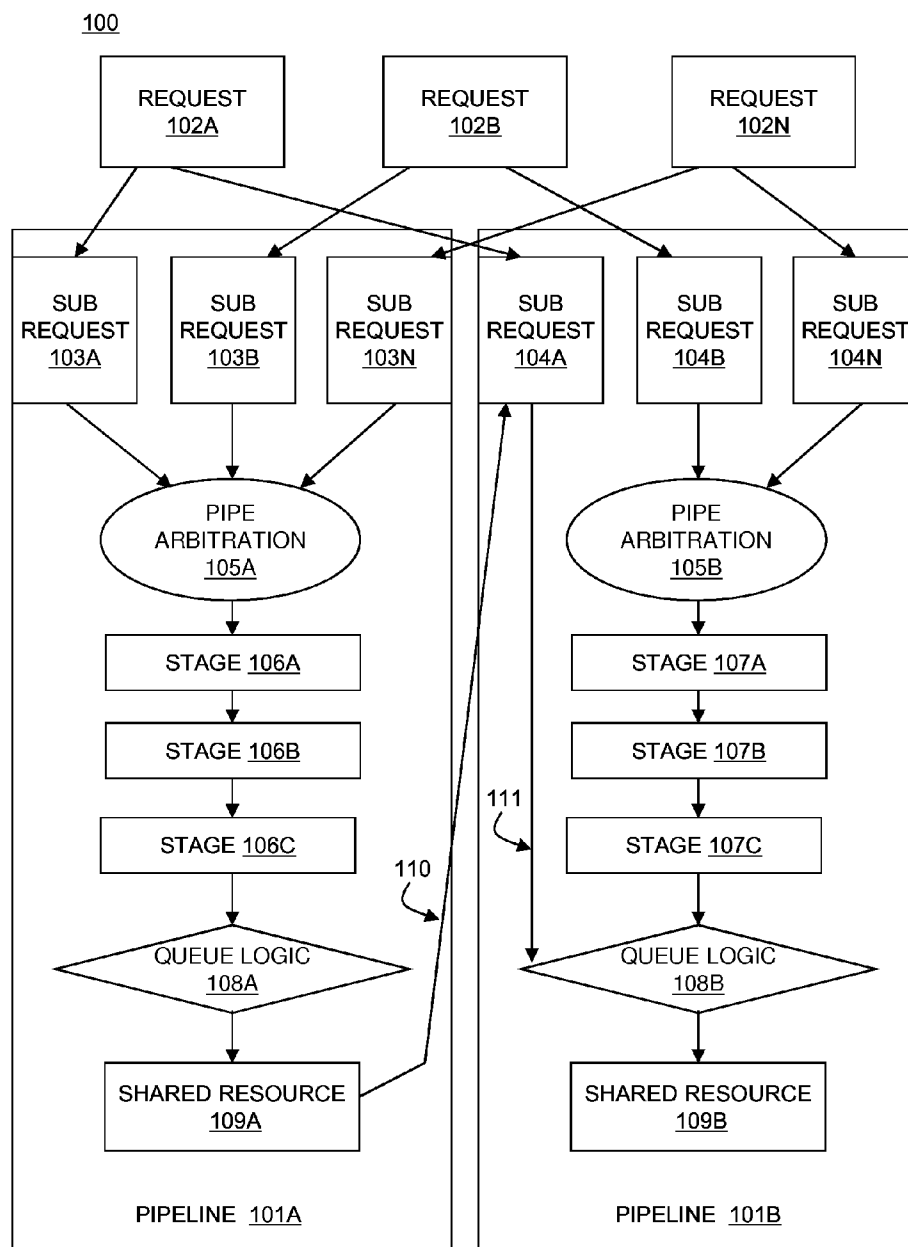 100
REQUEST
102A
REQUEST
102B
REQUEST
102N
SUB
REQUEST
103A
SUB
REQUEST
103B
SUB
REQUEST
103N
SUB
REQUEST
104A
SUB
REQUEST
104B
SUB
REQUEST
104N
PIPE
ARBITRATION
105A
PIPE
ARBITRATION
105B
STAGE 106A
STAGE 107A
STAGE 106B
STAGE 107B
111
STAGE 106C
STAGE 107C
110
QUEUE LOGIC
108A
QUEUE LOGIC
108B
SHARED RESOURCE
109A
SHARED RESOURCE
109B
PIPELINE 101A
PIPELINE 101B